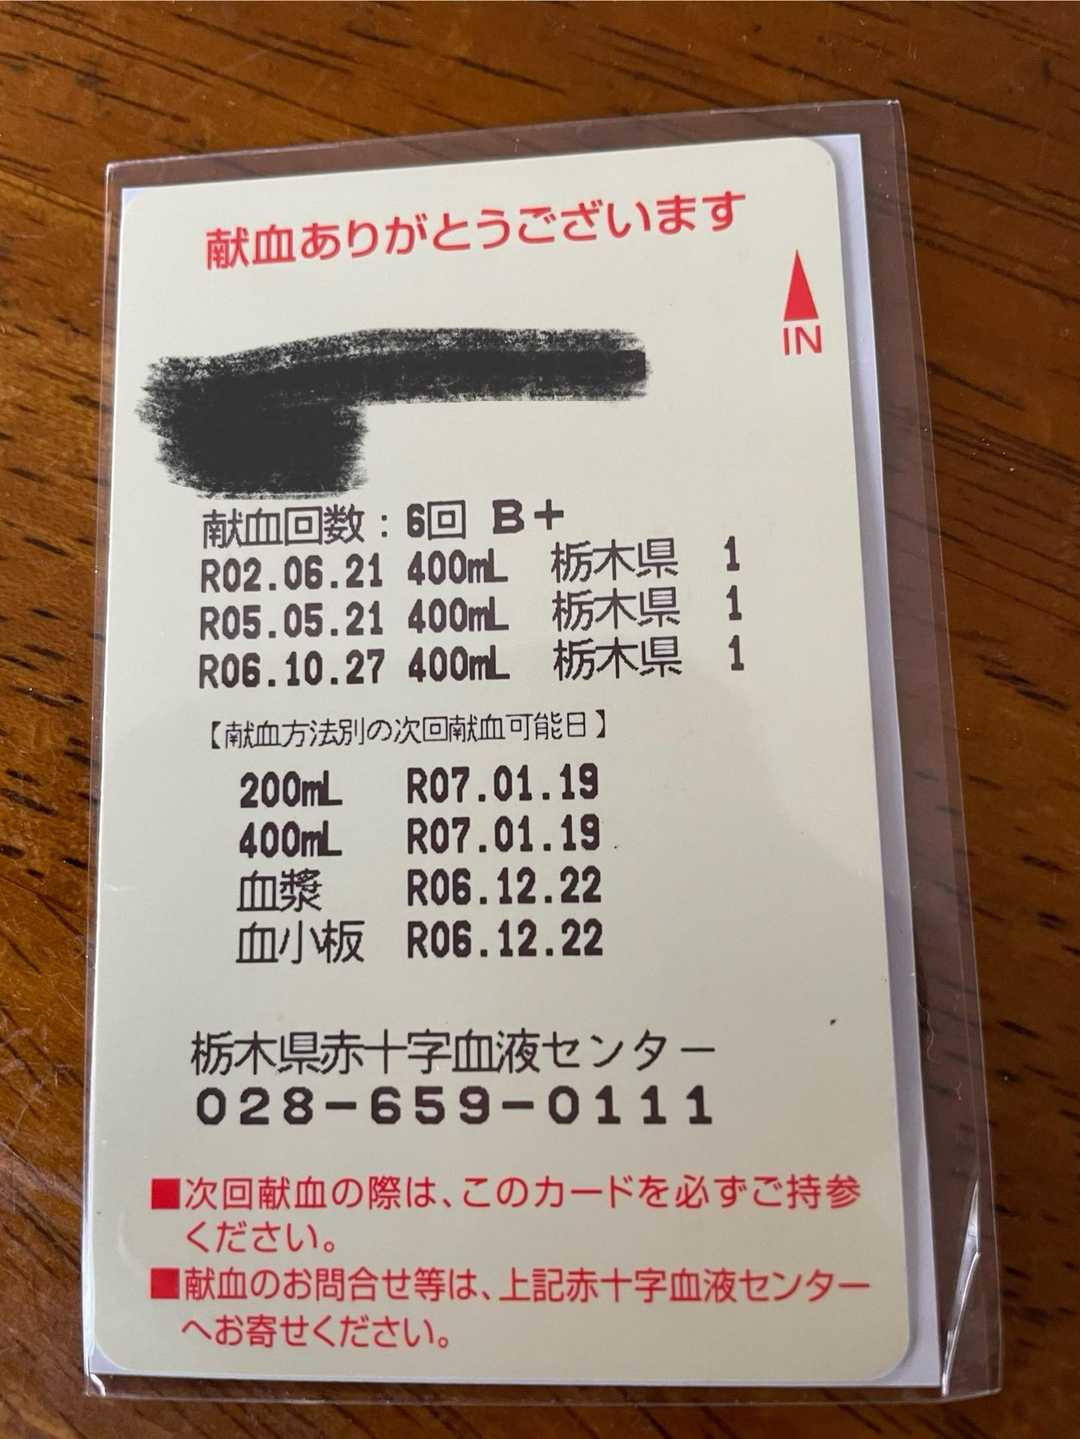 献血ありがとうございます
IN
献血回数：6回 B＋
R02.06.21 400mL 栃木県 1
R05.05.21 400mL 栃木県 1
R06.10.27 400mL 栃木県 1
【献血方法別の次回献血可能日】
200mL R07.01.19
400mL R07.01.19
血漿 R06.12.22
血小板 R06.12.22
栃木県赤十字血液センター
028-659-0111
■次回献血の際は、このカードを必ずご持参
ください。
■献血のお問合せ等は、上記赤十字血液センター
へお寄せください。